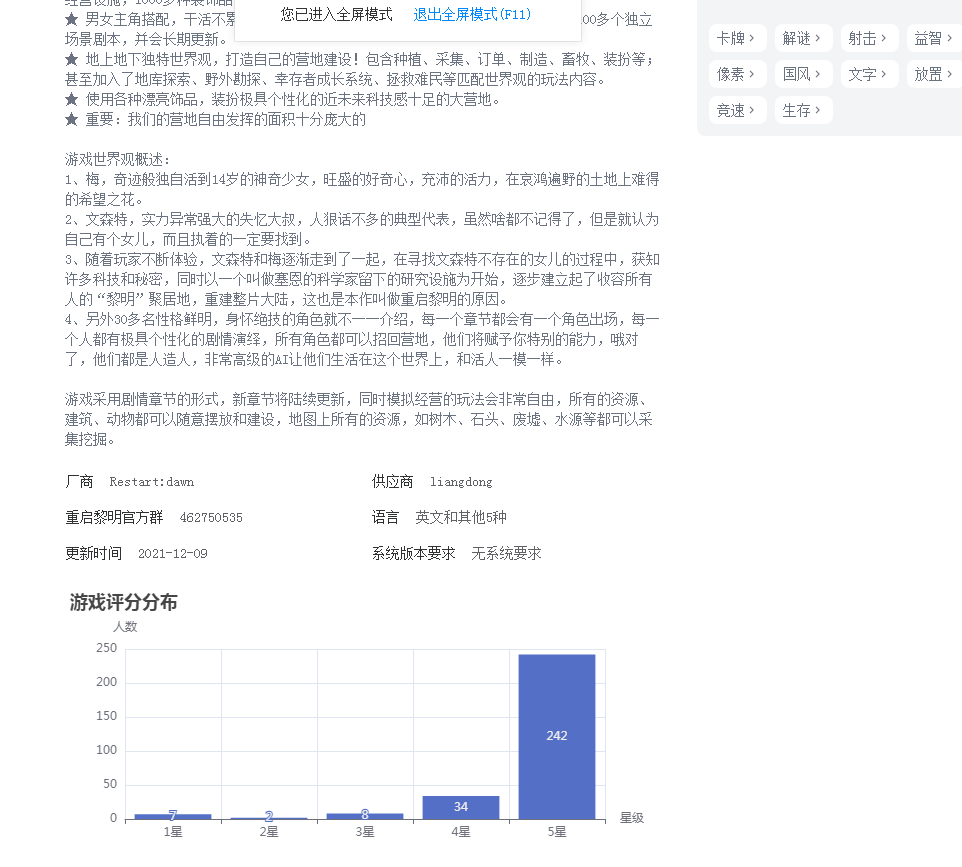 ★ 男女主角搭配，干活不累
您已进入全屏模式 退出全屏模式(F11)
00多个独立
场景剧本，并会长期更新。
★ 地上地下独特世界观，打造自己的营地建设！包含种植、采集、订单、制造、畜牧、装扮等；
甚至加入了地库探索、野外勘探、幸存者成长系统、拯救难民等匹配世界观的玩法内容。
★ 使用各种漂亮饰品，装扮极具个性化的近未来科技感十足的大营地。
★ 重要：我们的营地自由发挥的面积十分庞大的
游戏世界观概述：
1、梅，奇迹般独自活到14岁的神奇少女，旺盛的好奇心，充沛的活力，在哀鸿遍野的土地上难得
的希望之花。
2、文森特，实力异常强大的失忆大叔，人狠话不多的典型代表，虽然啥都不记得了，但是就认为
自己有个女儿，而且执着的一定要找到。
3、随着玩家不断体验，文森特和梅逐渐走到了一起，在寻找文森特不存在的女儿的过程中，获知
许多科技和秘密，同时以一个叫做塞恩的科学家留下的研究设施为开始，逐步建立起了收容所有
人的“黎明”聚居地，重建整片大陆，这也是本作叫做重启黎明的原因。
4、另外30多名性格鲜明，身怀绝技的角色就不一一介绍，每一个章节都会有一个角色出场，每一
个人都有极具个性化的剧情演绎，所有角色都可以招回营地，他们将赋予你特别的能力，哦对
了，他们都是人造人，非常高级的AI让他们生活在这个世界上，和活人一模一样。
游戏采用剧情章节的形式，新章节将陆续更新，同时模拟经营的玩法会非常自由，所有的资源、
建筑、动物都可以随意摆放和建设，地图上所有的资源，如树木、石头、废墟、水源等都可以采
集挖掘。
厂商 Restart:dawn 供应商 liangdong
重启黎明官方群 462750535 语言 英文和其他5种
更新时间 2021-12-09 系统版本要求 无系统要求
游戏评分分布
人数
250
200
150
100
50
0
7 2 8 34 242
1星 2星 3星 4星 5星 星级
卡牌 > 解谜 > 射击 > 益智 >
像素 > 国风 > 文字 > 放置 >
竞速 > 生存 >